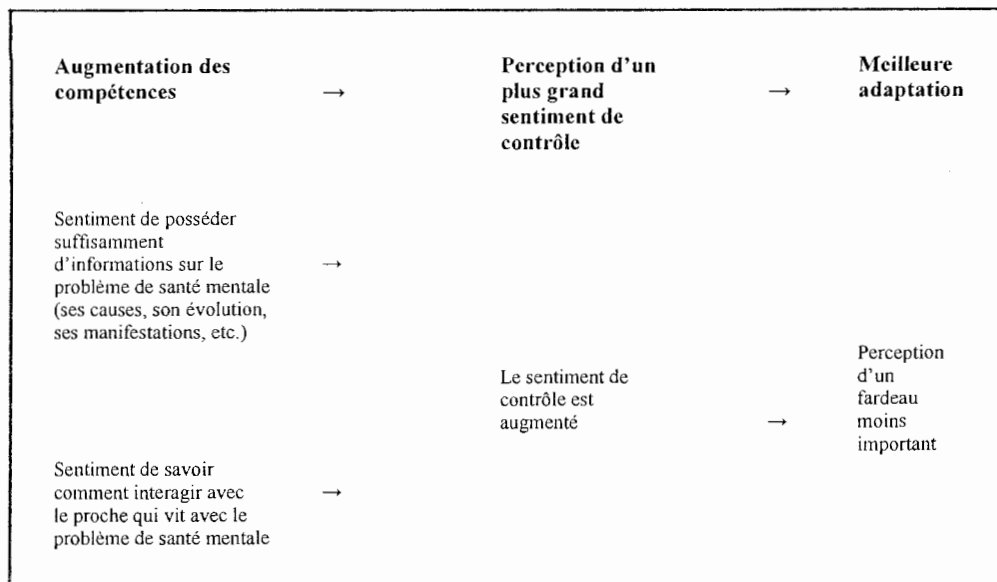 Augmentation des
compétences →
Perception d'un
plus grand →
sentiment de
contrôle
Meilleure
adaptation
Sentiment de posséder
suffisamment
d'informations sur le →
problème de santé mentale
(ses causes, son évolution,
ses manifestations, etc.)
Sentiment de savoir
comment interagir avec →
le proche qui vit avec le
problème de santé mentale
Le sentiment de
contrôle est
augmenté →
Perception
d'un
fardeau
moins
important